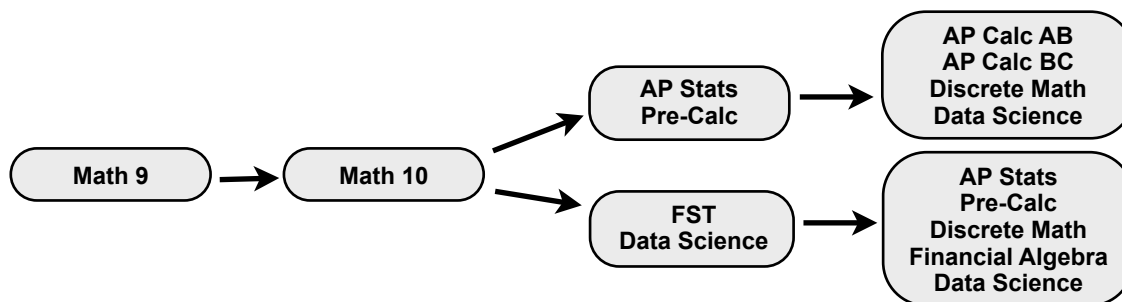 Math 9
Math 10
AP Stats
Pre-Calc
AP Calc AB
AP Calc BC
Discrete Math
Data Science
FST
Data Science
AP Stats
Pre-Calc
Discrete Math
Financial Algebra
Data Science